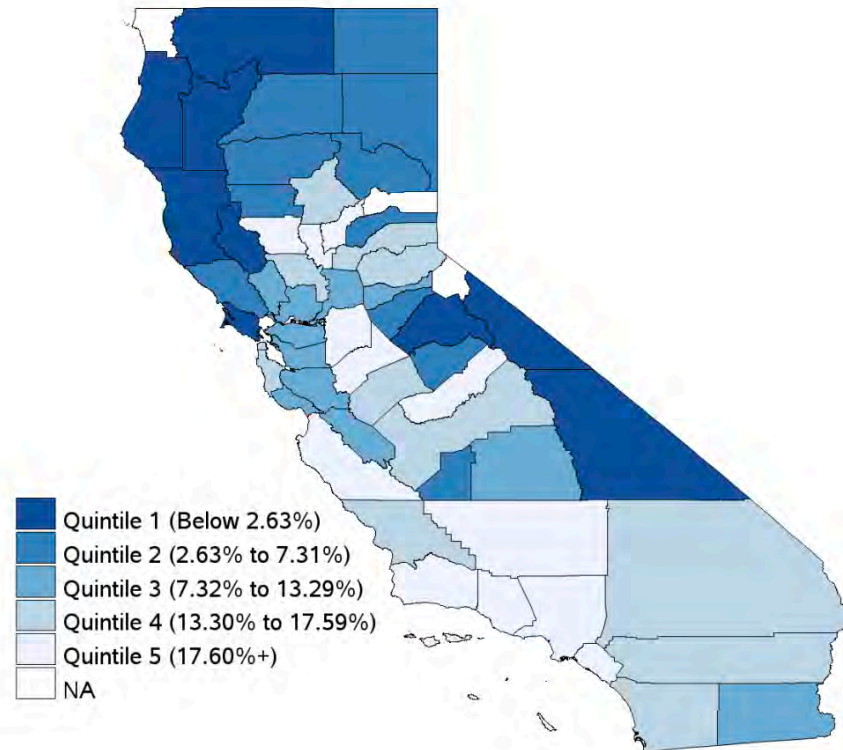 Quintile 1 (Below 2.63%)
Quintile 2 (2.63% to 7.31%)
Quintile 3 (7.32% to 13.29%)
Quintile 4 (13.30% to 17.59%)
Quintile 5 (17.60%+)
NA